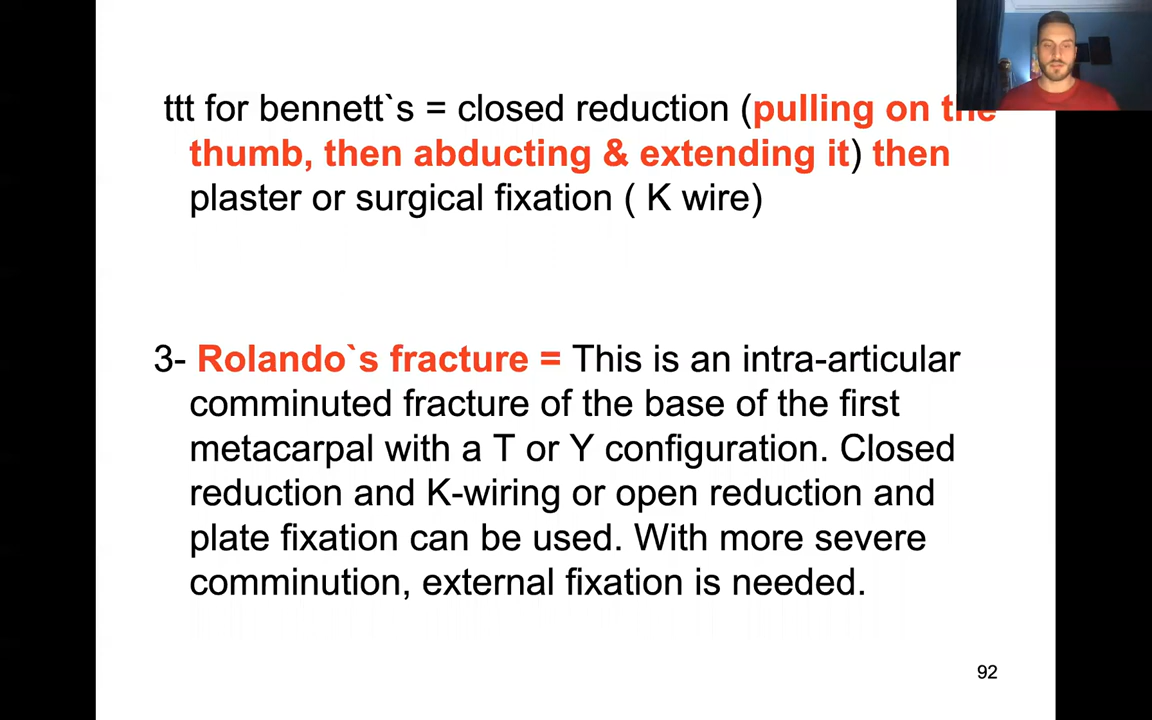 ttt for bennett`s = closed reduction (pulling on the
thumb, then abducting & extending it) then
plaster or surgical fixation ( K wire)
3- Rolando`s fracture = This is an intra-articular
comminuted fracture of the base of the first
metacarpal with a T or Y configuration. Closed
reduction and K-wiring or open reduction and
plate fixation can be used. With more severe
comminution, external fixation is needed.
92